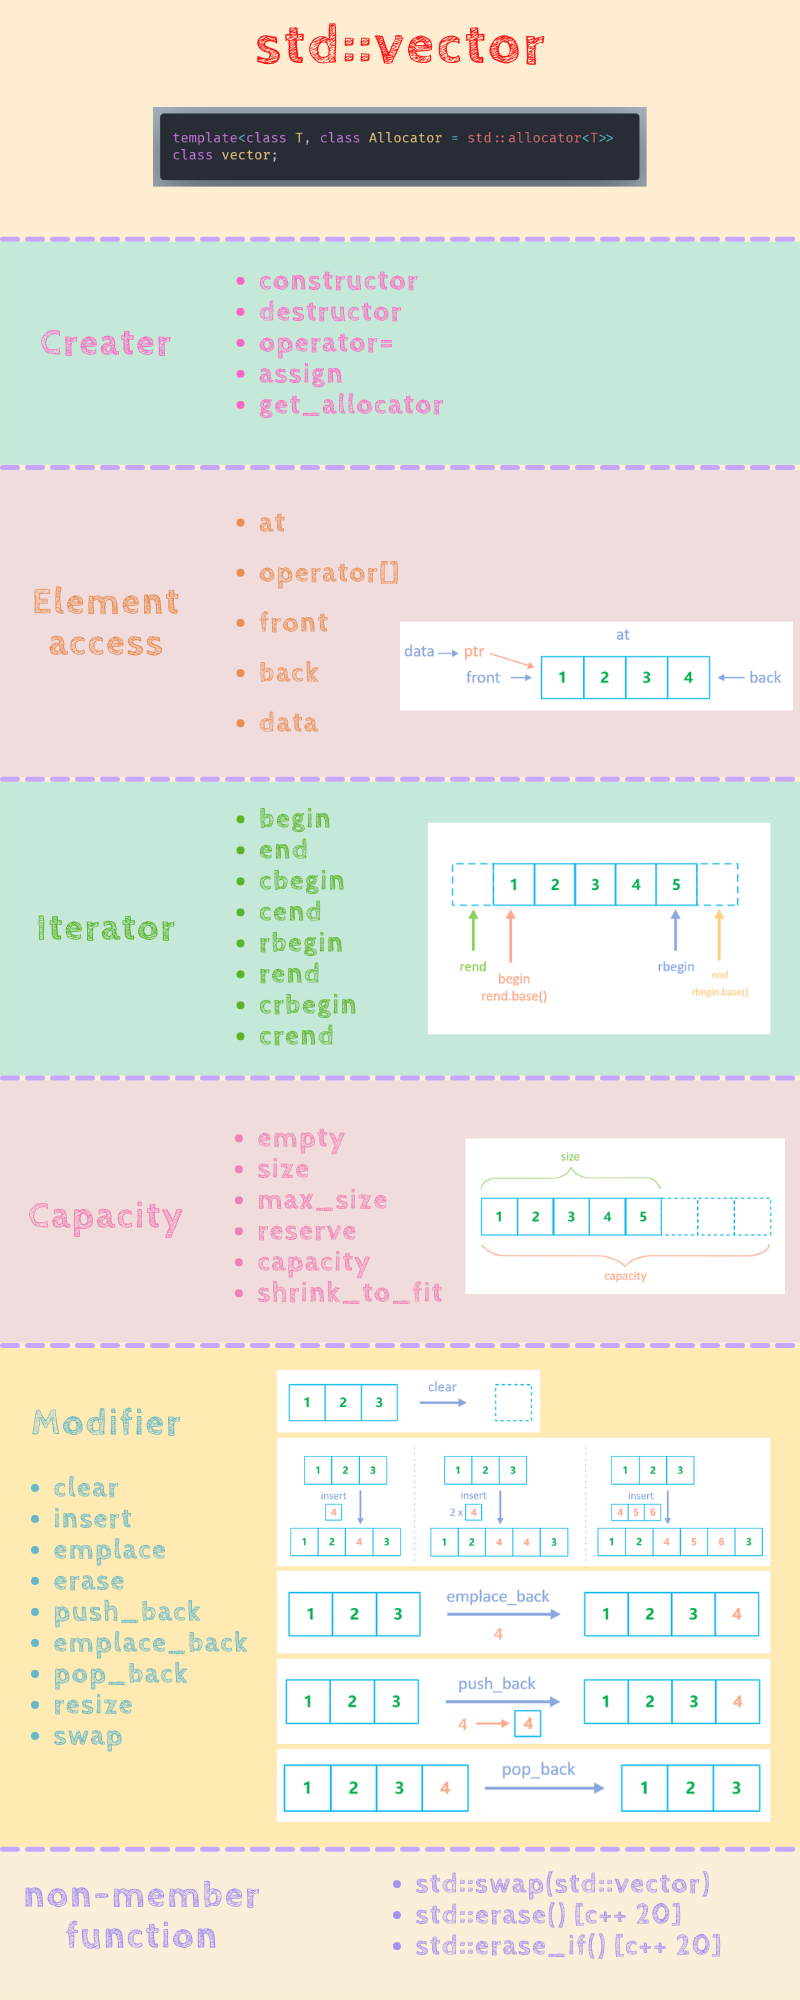 std::vector
template<class T, class Allocator = std::allocator<T>>
class vector;
Creater
constructor
destructor
operator=
assign
get_allocator
Element
access
at
operator[]
front
back
data
at
data ptr
front 1 2 3 4 back
Iterator
begin
end
cbegin
cend
rbegin
rend
crbegin
crend
1 2 3 4 5
rend
begin
rend.base()
rbegin
end
rbegin.base()
Capacity
empty
size
max_size
reserve
capacity
shrink_to_fit
size
1 2 3 4 5
capacity
Modifier
clear
insert
emplace
erase
push_back
emplace_back
pop_back
resize
swap
1 2 3 clear
1 2 3
insert
4
1 2 4 3
1 2 3
insert
2 x 4
1 2 4 4 3
1 2 3
insert
4 5 6
1 2 4 5 6 3
emplace_back
1 2 3 1 2 3 4
4
push_back
1 2 3 1 2 3 4
4 4
pop_back
1 2 3 4 1 2 3
non-member
function
std::swap(std::vector)
std::erase() [c++ 20]
std::erase_if() [c++ 20]